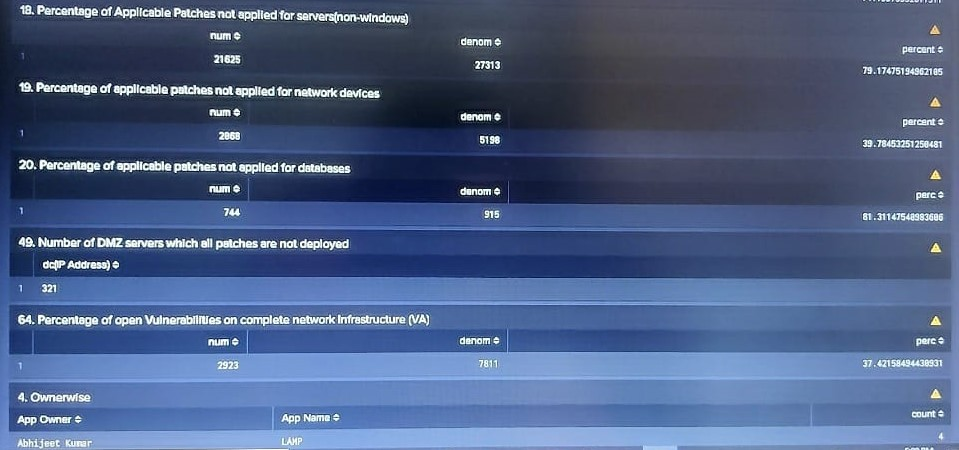 18. Percentage of Applicable Patches not applied for servers(non-windows)
num denom percent
1 21625 27313 79.17475194962105
19. Percentage of applicable patches not applied for network devices
num denom percent
1 2068 5198 39.78453251250481
20. Percentage of applicable patches not applied for databases
num denom perc
1 744 915 81.31147540983606
49. Number of DMZ servers which all patches are not deployed
dc(IP Address)
1 321
64. Percentage of open Vulnerabilities on complete network Infrastructure (VA)
num denom perc
1 2923 7811 37.42158494430931
4. Ownerwise
App Owner App Name count
Abhijeet Kumar LAMP 4